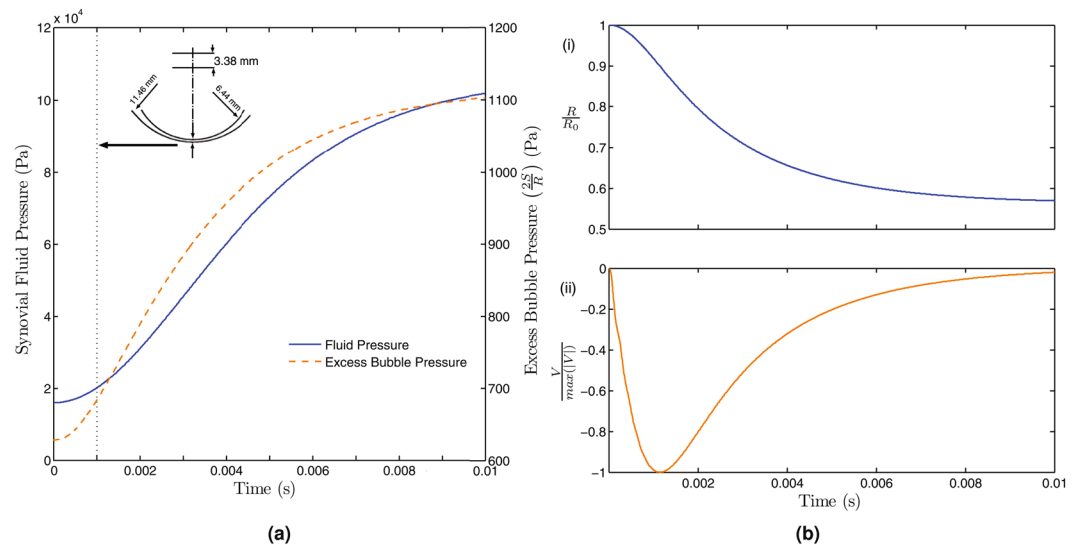 x 10⁴
12
10
8
6
4
2
0
Synovial Fluid Pressure (Pa)
3.38 mm
11.46 mm
6.44 mm
Fluid Pressure
Excess Bubble Pressure
1200
1100
1000
900
800
700
600
Excess Bubble Pressure (2S/R) (Pa)
0 0.002 0.004 0.006 0.008 0.01
Time (s)
(a)
(i)
1
0.9
0.8
0.7
0.6
0.5
R/R₀
(ii)
0
−0.2
−0.4
−0.6
−0.8
−1
V/max(|V|)
0.002 0.004 0.006 0.008 0.01
Time (s)
(b)